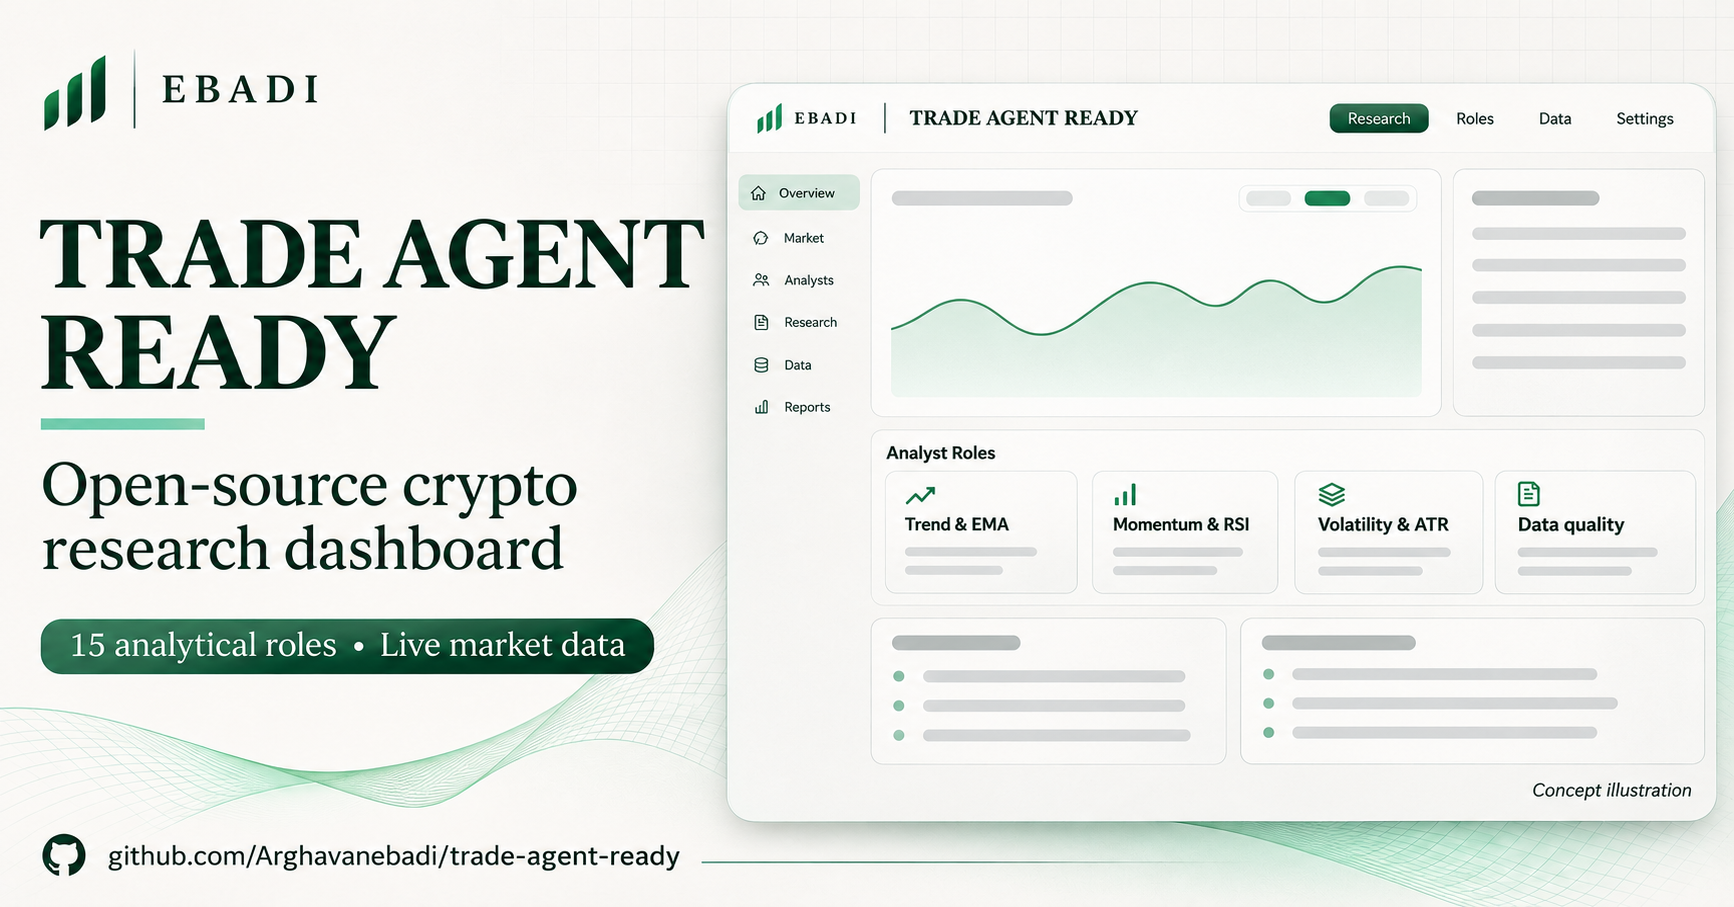 EBADI
TRADE AGENT
READY
Open-source crypto
research dashboard
15 analytical roles • Live market data
github.com/Arghavanebadi/trade-agent-ready
EBADI
TRADE AGENT READY
Research
Roles
Data
Settings
Overview
Market
Analysts
Research
Data
Reports
Analyst Roles
Trend & EMA
Momentum & RSI
Volatility & ATR
Data quality
Concept illustration